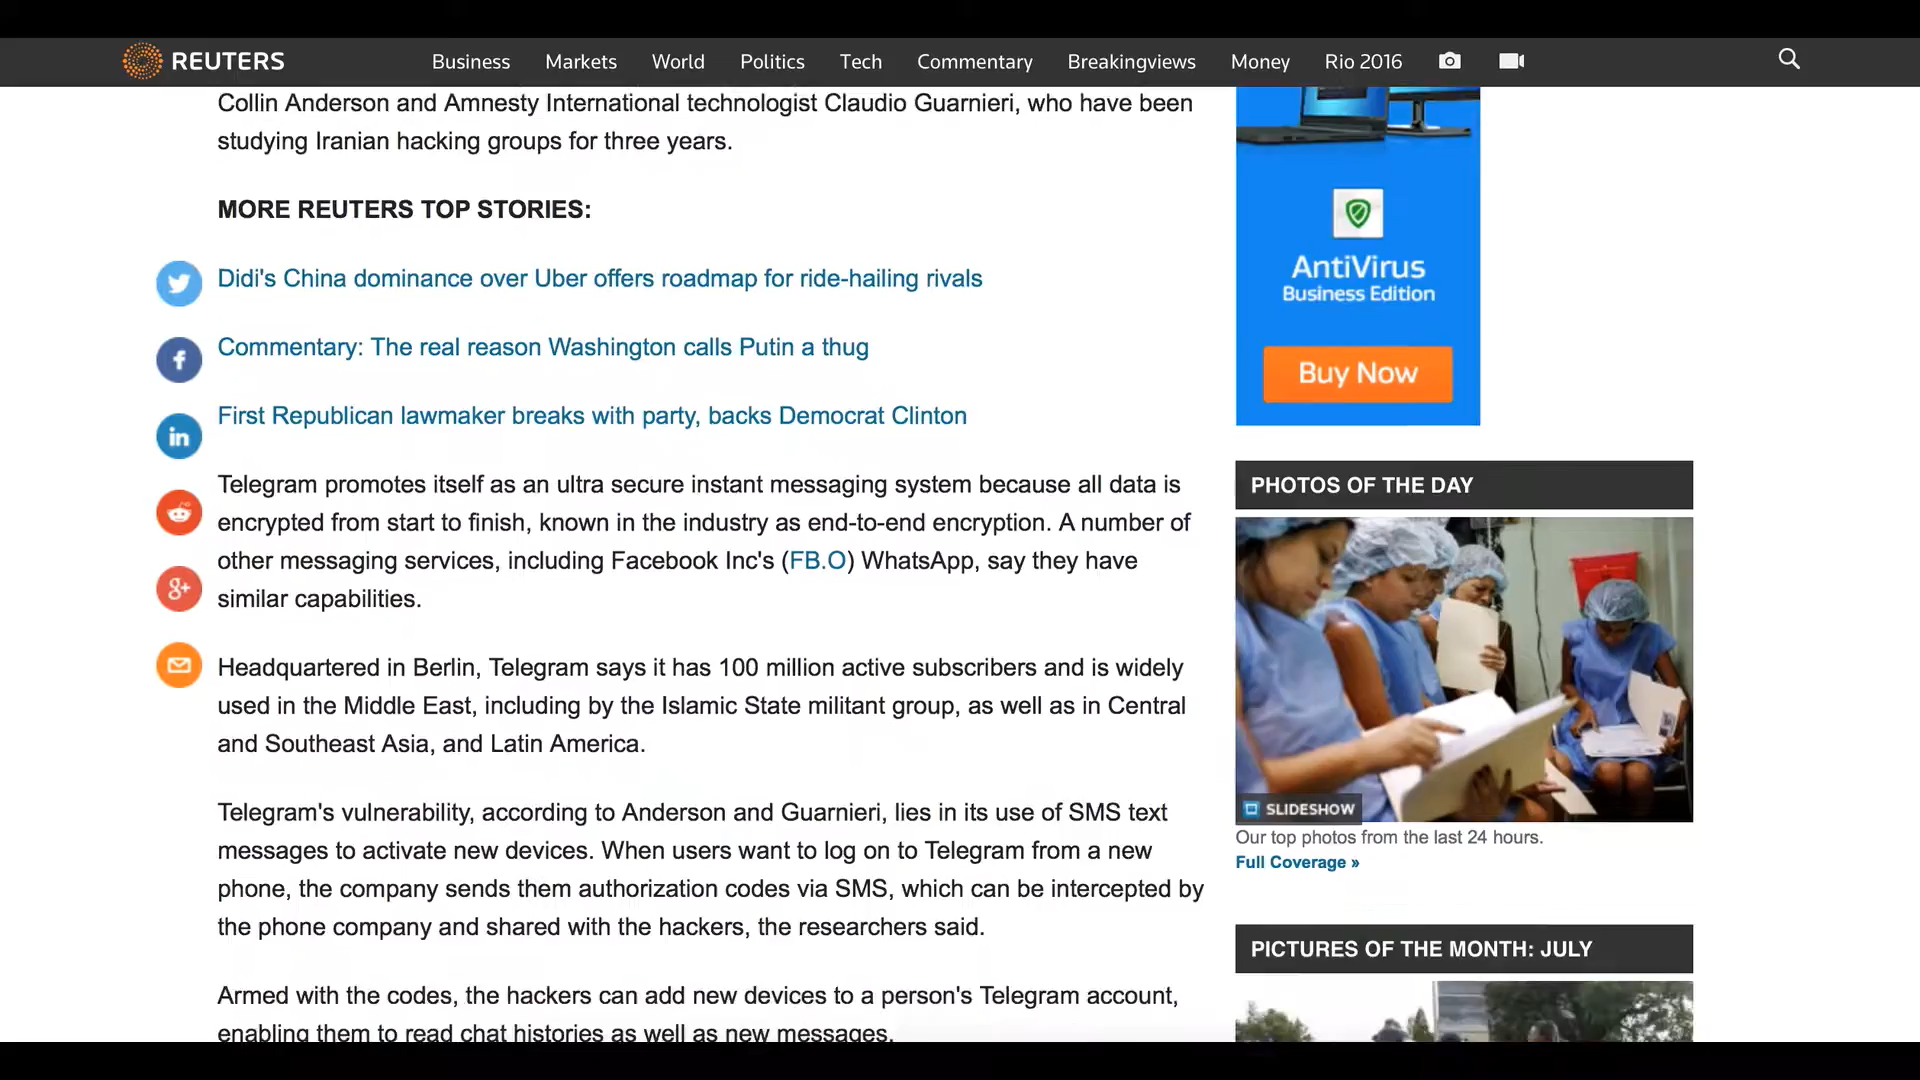 REUTERS
Business Markets World Politics Tech Commentary Breakingviews Money Rio 2016
Collin Anderson and Amnesty International technologist Claudio Guarnieri, who have been
studying Iranian hacking groups for three years.
MORE REUTERS TOP STORIES:
Didi's China dominance over Uber offers roadmap for ride-hailing rivals
Commentary: The real reason Washington calls Putin a thug
First Republican lawmaker breaks with party, backs Democrat Clinton
Telegram promotes itself as an ultra secure instant messaging system because all data is
encrypted from start to finish, known in the industry as end-to-end encryption. A number of
other messaging services, including Facebook Inc's (FB.O) WhatsApp, say they have
similar capabilities.
Headquartered in Berlin, Telegram says it has 100 million active subscribers and is widely
used in the Middle East, including by the Islamic State militant group, as well as in Central
and Southeast Asia, and Latin America.
Telegram's vulnerability, according to Anderson and Guarnieri, lies in its use of SMS text
messages to activate new devices. When users want to log on to Telegram from a new
phone, the company sends them authorization codes via SMS, which can be intercepted by
the phone company and shared with the hackers, the researchers said.
Armed with the codes, the hackers can add new devices to a person's Telegram account,
enabling them to read chat histories as well as new messages.
f
in
g+
AntiVirus
Business Edition
Buy Now
PHOTOS OF THE DAY
SLIDESHOW
Our top photos from the last 24 hours.
Full Coverage »
PICTURES OF THE MONTH: JULY